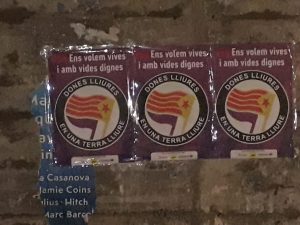 Ens volem vives
i amb vides dignes
DONES LLIURES
EN UNA TERRA LLIURE
Ens volem vives
i amb vides dignes
DONES LLIURES
EN UNA TERRA LLIURE
Ens volem vives
i amb vides dignes
DONES LLIURES
EN UNA TERRA LLIURE
a Casanova
Jamie Coins
lius · Hitch
Marc Barce